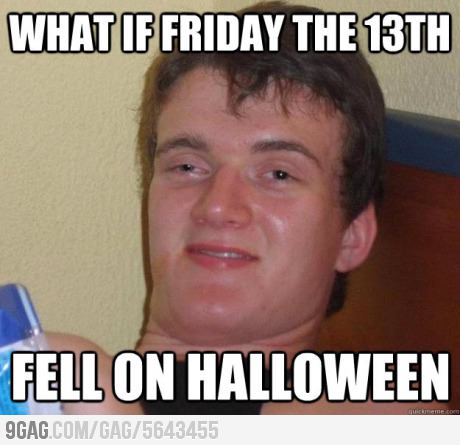 WHAT IF FRIDAY THE 13TH
FELL ON HALLOWEEN
quickmeme.com
9GAG.COM/GAG/5643455